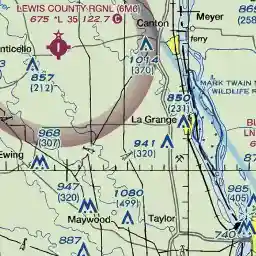 LEWIS COUNTY RGNL (6M6)
675 *L 35 122.7 C
Canton
Meyer
ferry
1014
(370)
857
(212)
MARK TWAIN
WILDLIFE
850
(231)
La Grange
968
(307)
941
(320)
Ewing
947
(320)
1080
(499)
985
(405)
Maywood
Taylor
887
740